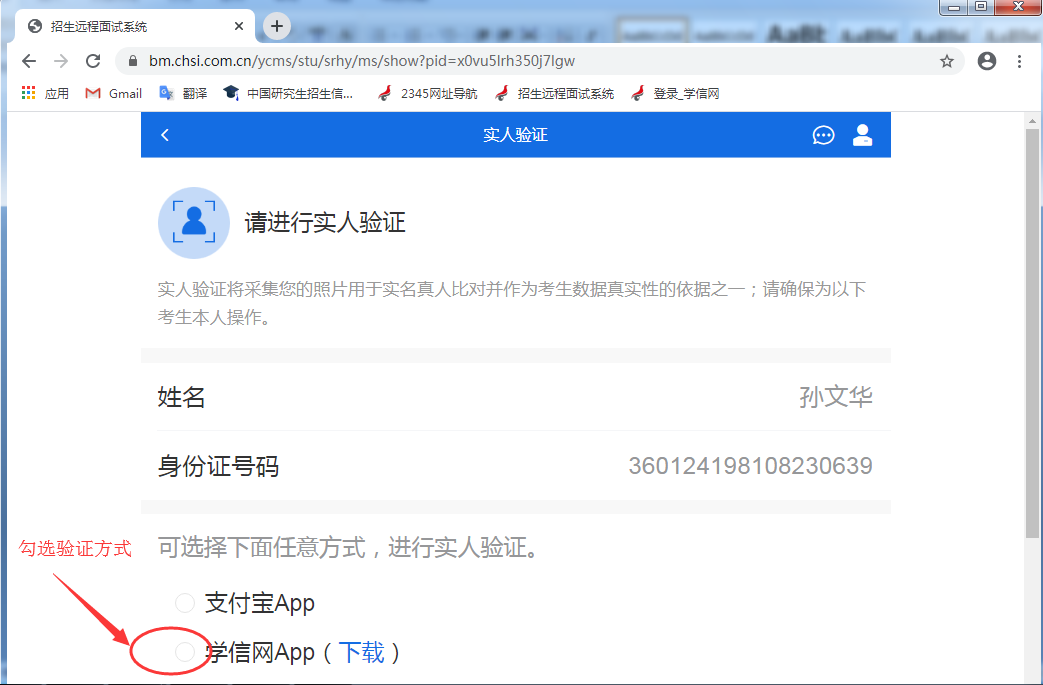 招生远程面试系统
bm.chsi.com.cn/ycms/stu/srhy/ms/show?pid=x0vu5lrh350j7lgw
应用 Gmail 翻译 中国研究生招生信... 2345网址导航 招生远程面试系统 登录_学信网
实人验证
请进行实人验证
实人验证将采集您的照片用于实名真人比对并作为考生数据真实性的依据之一；请确保为以下
考生本人操作。
姓名 孙文华
身份证号码 360124198108230639
勾选验证方式
可选择下面任意方式，进行实人验证。
支付宝App
学信网App（下载）